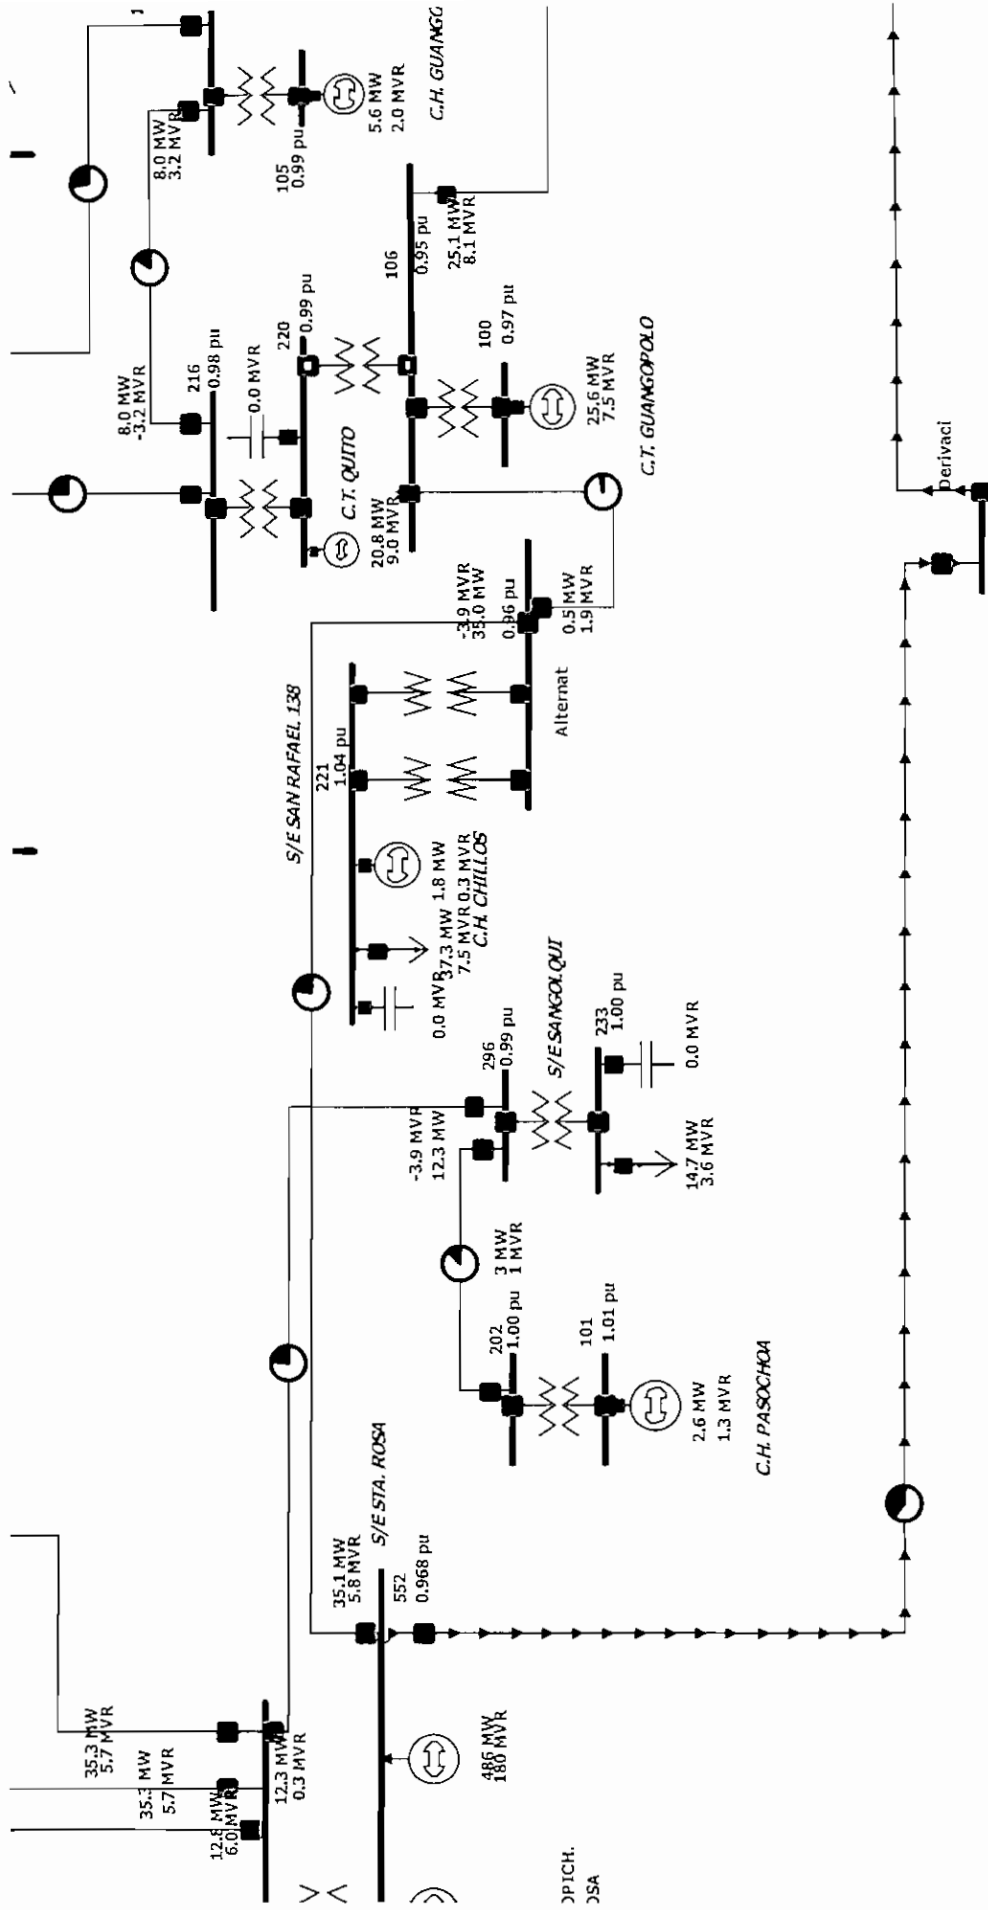 8.0 MW
3.2 MVR
105
0.99 pu
5.6 MW
2.0 MVR
C.H. GUANGO
8.0 MW
-3.2 MVR
216
0.98 pu
0.0 MVR
220
0.99 pu
C.T. QUITO
20.8 MW
9.0 MVR
106
0.95 pu
25.1 MW
8.1 MVR
100
0.97 pu
25.6 MW
7.5 MVR
C.T. GUANGOPOLO
-3.9 MVR
35.0 MW
0.96 pu
0.5 MW
1.9 MVR
Alternat
Derivaci
S/E SAN RAFAEL 138
221
1.04 pu
1.8 MW
0.3 MVR
C.H. CHILLOS
37.3 MW
7.5 MVR
0.0 MVR
296
0.99 pu
S/E SANGOLQUI
-3.9 MVR
12.3 MW
233
1.00 pu
0.0 MVR
14.7 MW
3.6 MVR
3 MW
1 MVR
202
1.00 pu
101
1.01 pu
2.6 MW
1.3 MVR
C.H. PASOCHOA
S/E STA. ROSA
35.1 MW
5.8 MVR
552
0.968 pu
35.3 MW
5.7 MVR
35.3 MW
5.7 MVR
12.8 MW
6.0 MVR
12.3 MW
0.3 MVR
486 MW
180 MVR
OPICH.
OSA